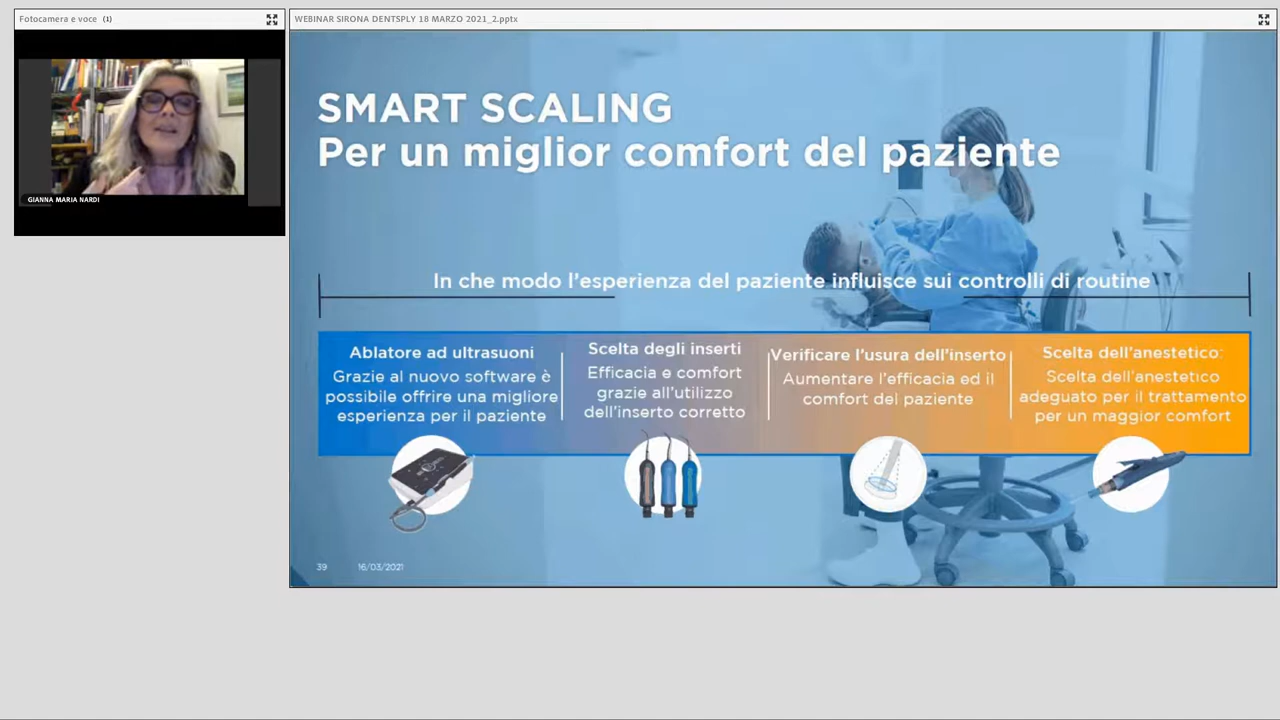 Fotocamera e voce (1)
WEBINAR SIRONA DENTSPLY 18 MARZO 2021_2.pptx
GIANNA MARIA NARDI
SMART SCALING
Per un miglior comfort del paziente
In che modo l'esperienza del paziente influisce sui controlli di routine
Ablatore ad ultrasuoni
Grazie al nuovo software è
possibile offrire una migliore
esperienza per il paziente
Scelta degli inserti
Efficacia e comfort
grazie all'utilizzo
dell'inserto corretto
Verificare l'usura dell'inserto
Aumentare l'efficacia ed il
comfort del paziente
Scelta dell'anestetico:
Scelta dell'anestetico
adeguato per il trattamento
per un maggior comfort
39
16/03/2021